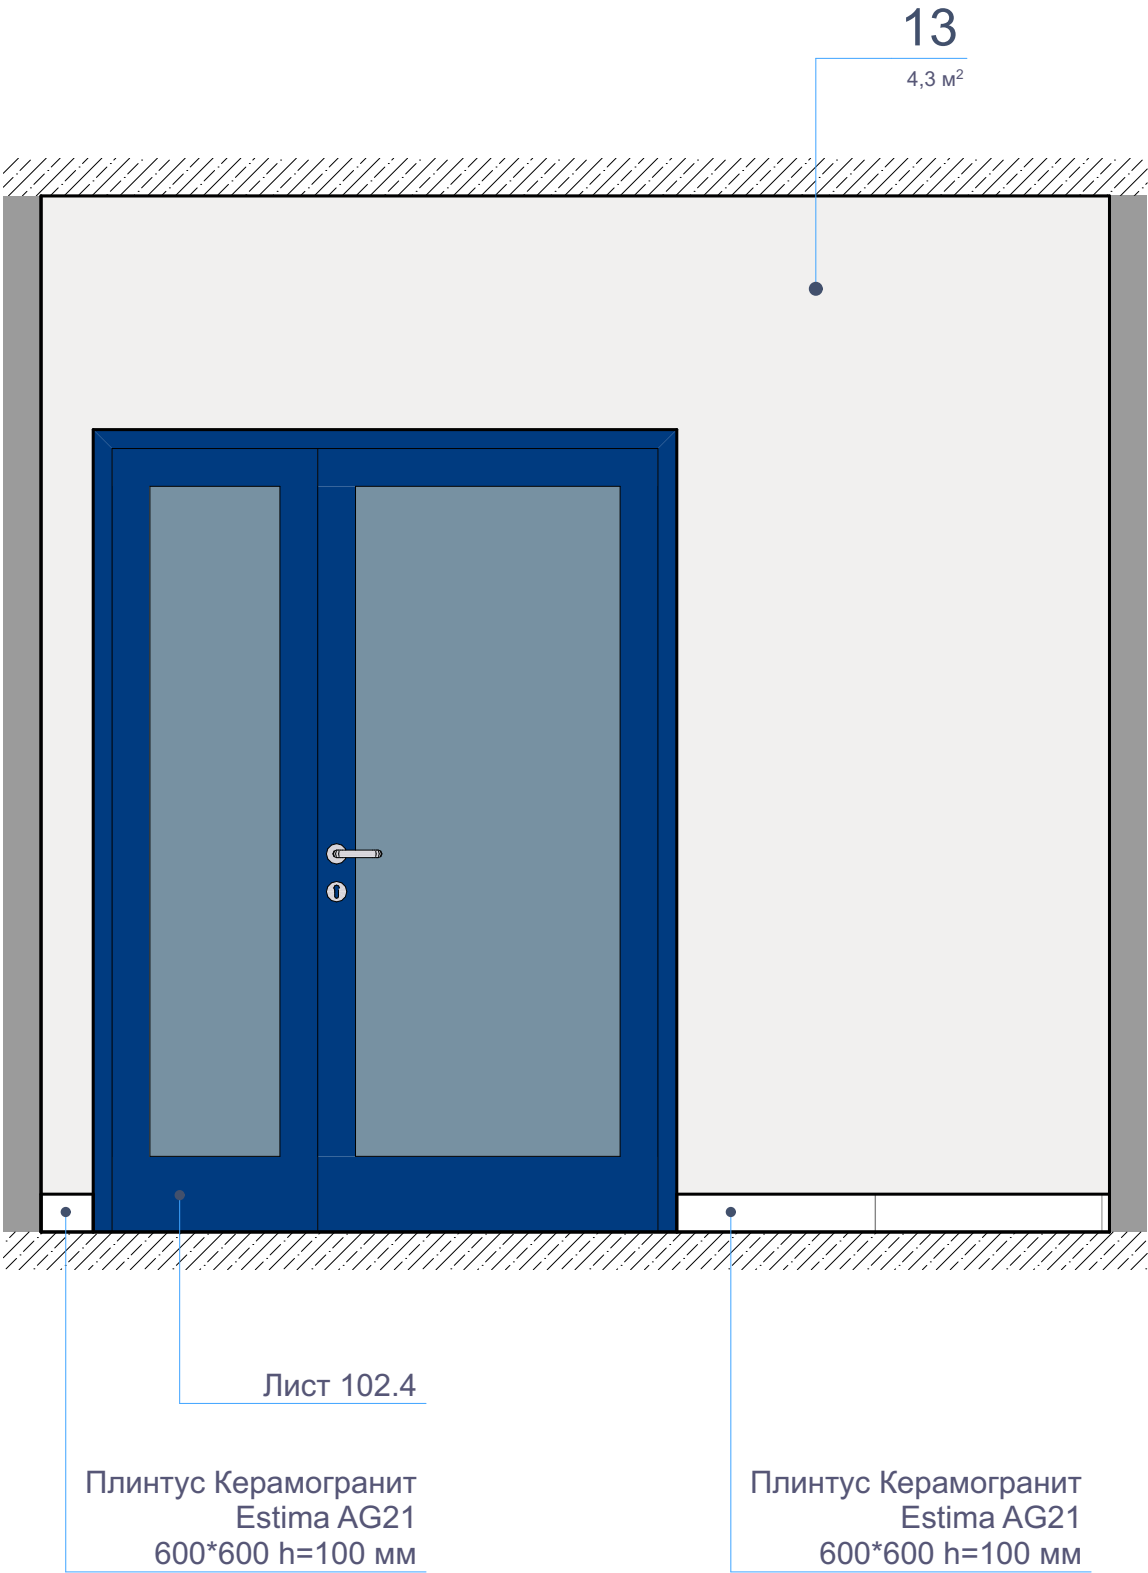 13
4,3 м²
Лист 102.4
Плинтус Керамогранит
Estima AG21
600*600 h=100 мм
Плинтус Керамогранит
Estima AG21
600*600 h=100 мм